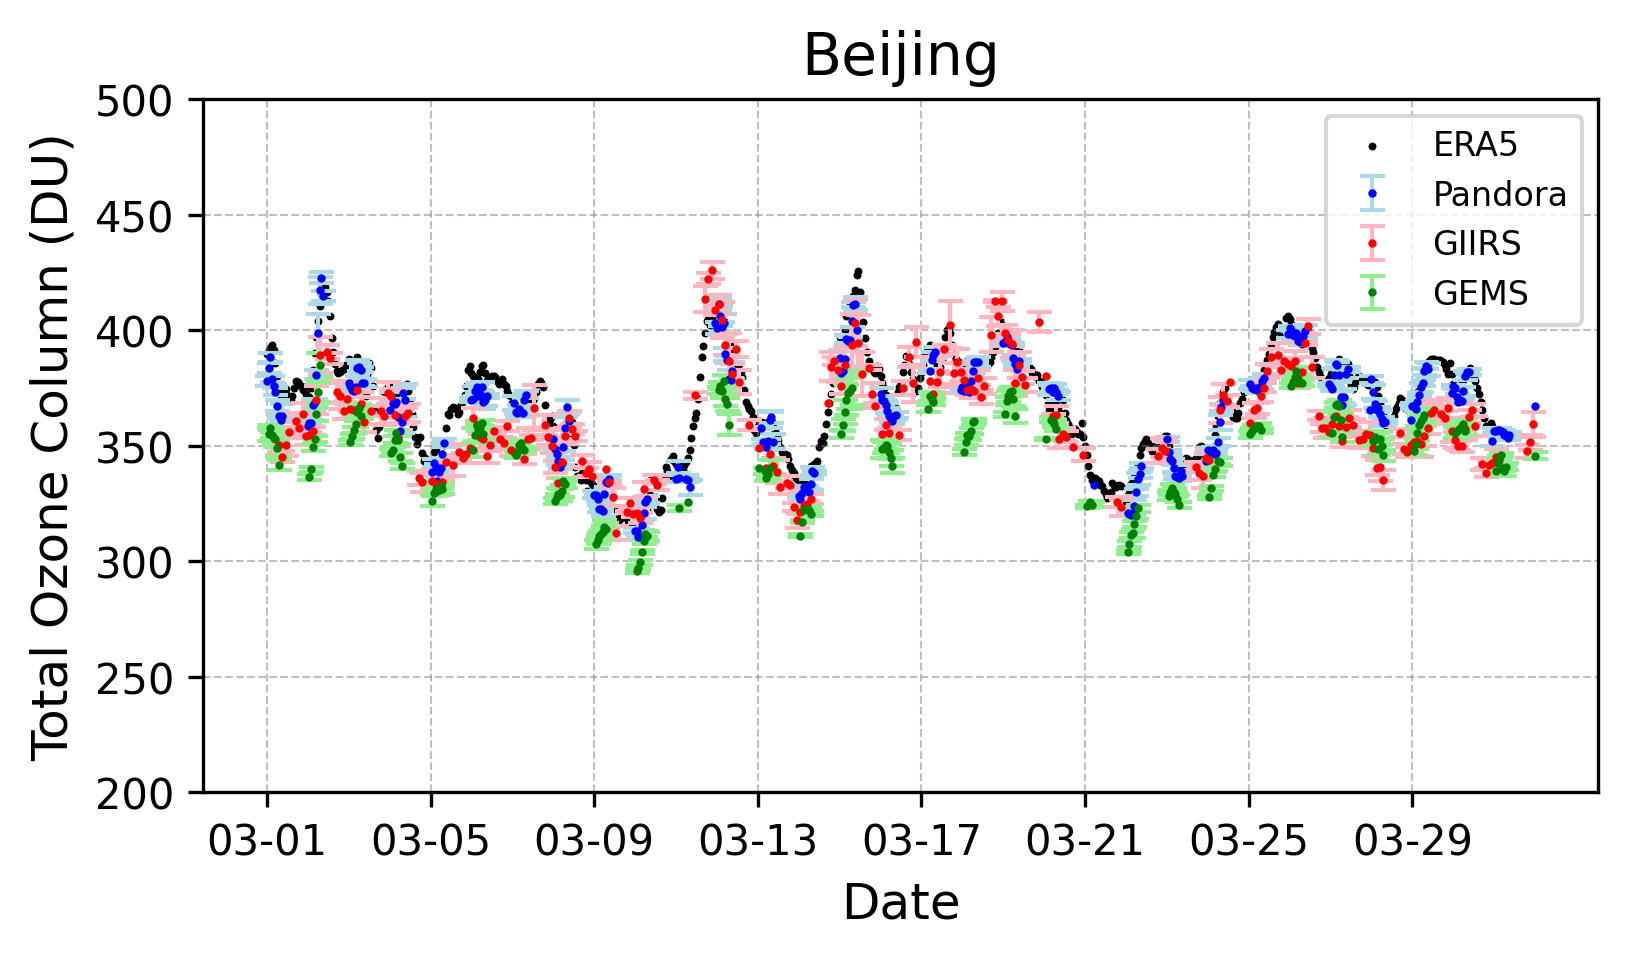 Beijing
Total Ozone Column (DU)
500
450
400
350
300
250
200
ERA5
Pandora
GIIRS
GEMS
03-01 03-05 03-09 03-13 03-17 03-21 03-25 03-29
Date